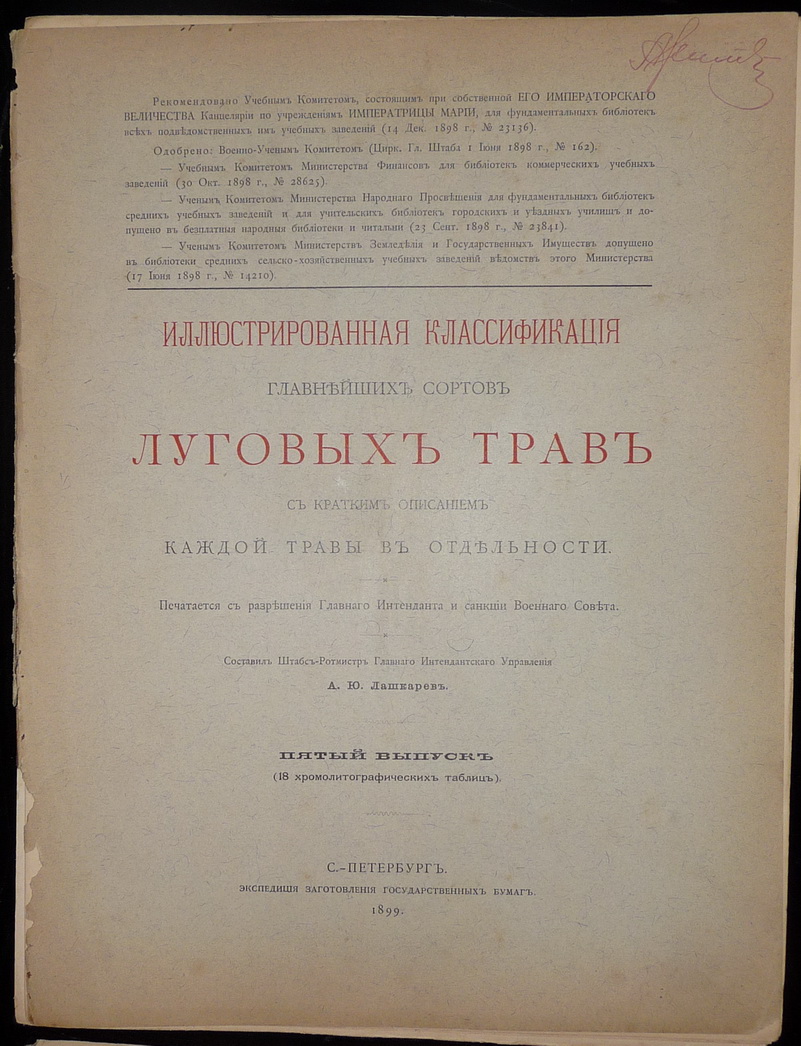 Рекомендовано Учебнымъ Комитетомъ, состоящимъ при собственной ЕГО ИМПЕРАТОРСКАГО
ВЕЛИЧЕСТВА Канцеляріи по учрежденіямъ ИМПЕРАТРИЦЫ МАРІИ, для фундаментальныхъ библіотекъ
всѣхъ подвѣдомственныхъ имъ учебныхъ заведеній (14 Дек. 1898 г., № 23136).
Одобрено: Военно-Ученымъ Комитетомъ (Цирк. Гл. Штаба 1 Іюня 1898 г., № 162).
— Учебнымъ Комитетомъ Министерства Финансовъ для библіотекъ коммерческихъ учебныхъ
заведеній (30 Окт. 1898 г., № 28625).
— Ученымъ Комитетомъ Министерства Народнаго Просвѣщенія для фундаментальныхъ библіотекъ
среднихъ учебныхъ заведеній и для учительскихъ библіотекъ городскихъ и уѣздныхъ училищъ и до-
пущено въ безплатныя народныя библіотеки и читальни (23 Сент. 1898 г., № 23841).
— Ученымъ Комитетомъ Министерствъ Земледѣлія и Государственныхъ Имуществъ допущено
въ библіотеки среднихъ сельско-хозяйственныхъ учебныхъ заведеній вѣдомствъ этого Министерства
(17 Іюня 1898 г., № 14210).
ИЛЛЮСТРИРОВАННАЯ КЛАССИФИКАЦІЯ
ГЛАВНѢЙШИХЪ СОРТОВЪ
ЛУГОВЫХЪ ТРАВЪ
СЪ КРАТКИМЪ ОПИСАНІЕМЪ
КАЖДОЙ ТРАВЫ ВЪ ОТДѢЛЬНОСТИ.
Печатается съ разрѣшенія Главнаго Интенданта и санкціи Военнаго Совѣта.
Составилъ Штабсъ-Ротмистръ Главнаго Интендантскаго Управленія
А. Ю. Лашкаревъ.
ПЯТЫЙ ВЫПУСКЪ
(18 хромолитографическихъ таблицъ).
С.-ПЕТЕРБУРГЪ.
ЭКСПЕДИЦІЯ ЗАГОТОВЛЕНІЯ ГОСУДАРСТВЕННЫХЪ БУМАГЪ.
1899.